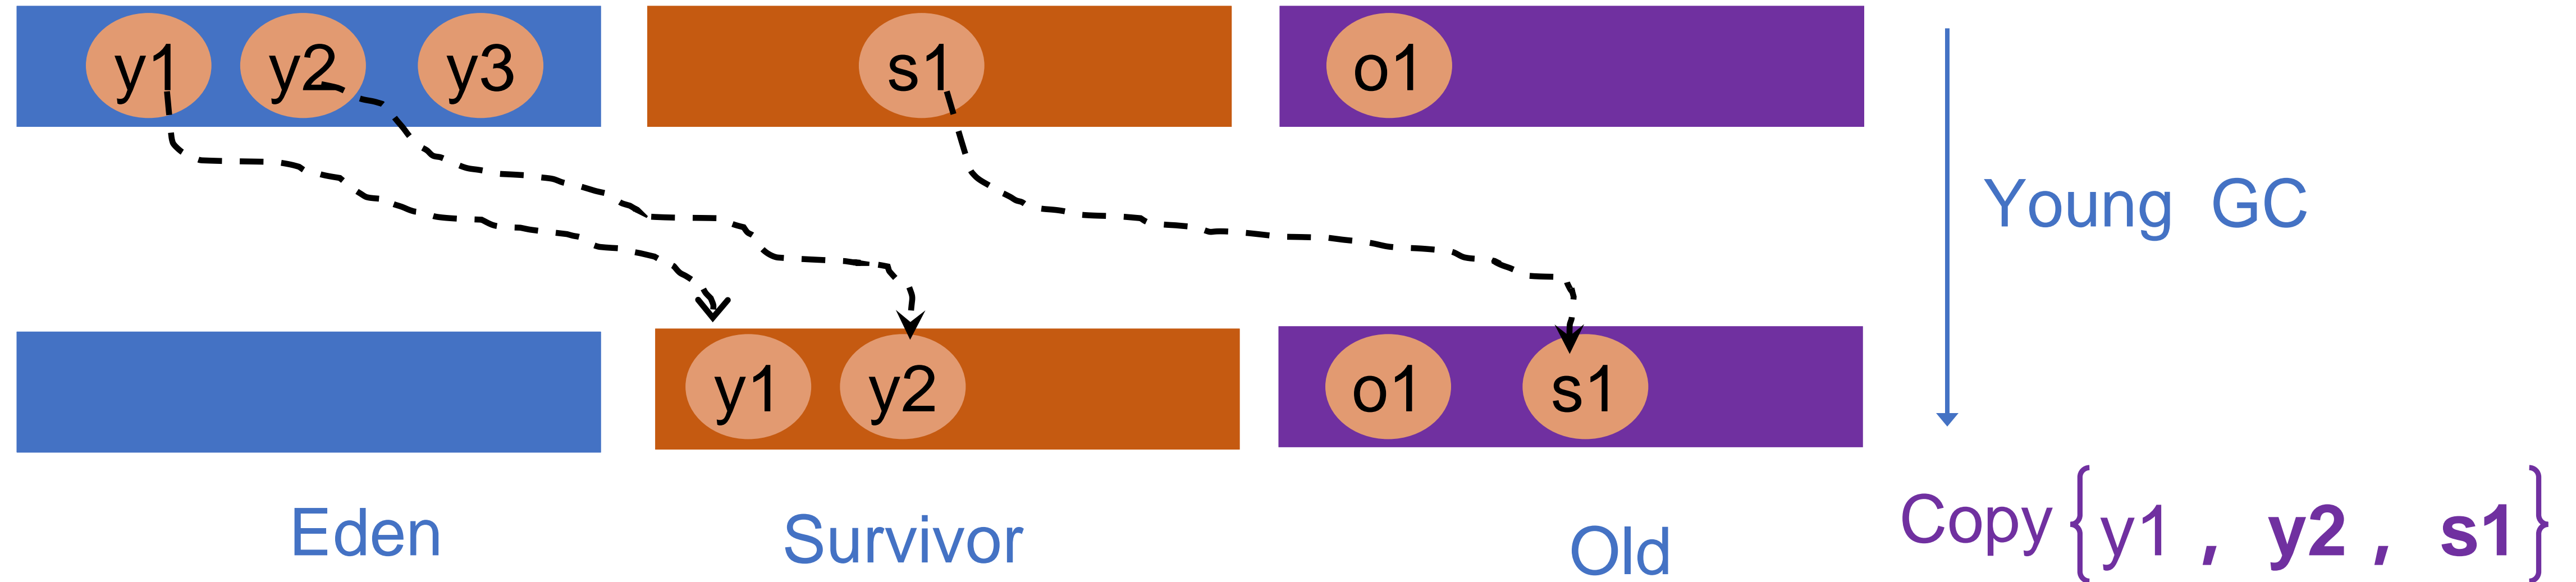 y1 y2 y3 s1 o1
Young GC
y1 y2 o1 s1
Eden Survivor Old
Copy {y1 , y2 , s1}